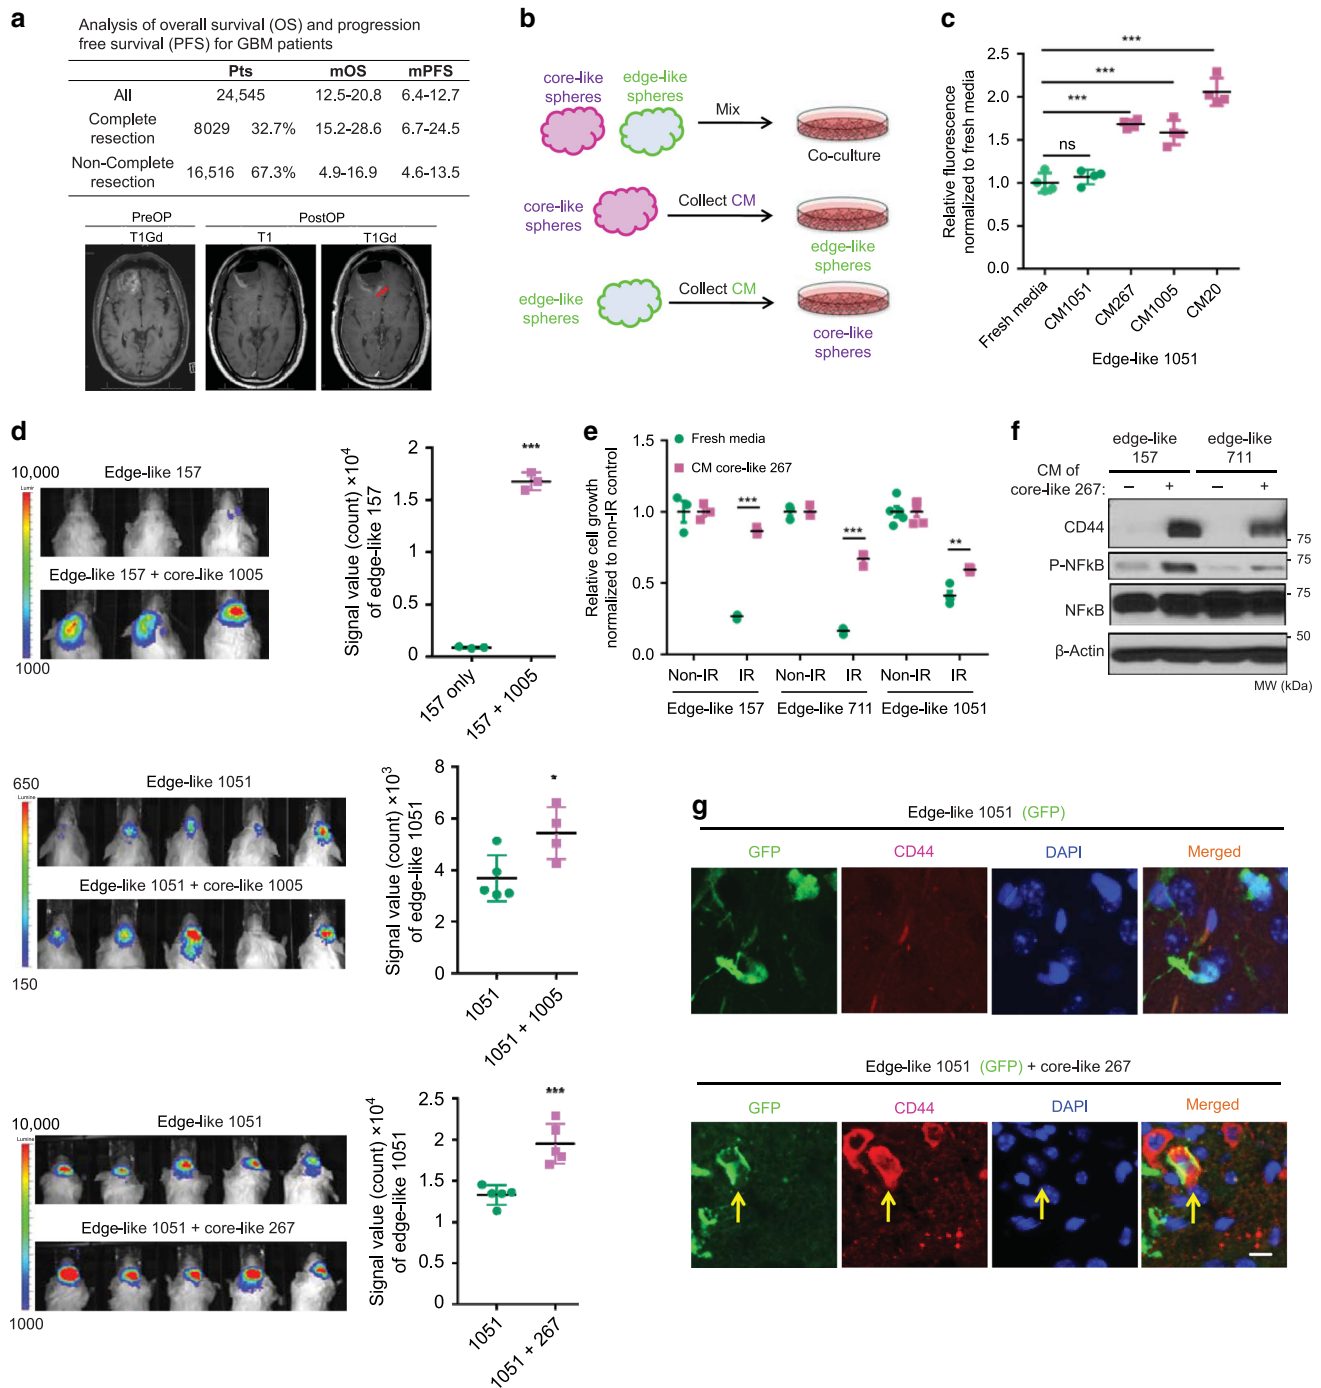 a
Analysis of overall survival (OS) and progression
free survival (PFS) for GBM patients
Pts mOS mPFS
All 24,545 12.5-20.8 6.4-12.7
Complete
resection 8029 32.7% 15.2-28.6 6.7-24.5
Non-Complete
resection 16,516 67.3% 4.9-16.9 4.6-13.5
PreOP PostOP
T1Gd T1 T1Gd
b
core-like
spheres
edge-like
spheres
Mix
Co-culture
core-like
spheres
Collect CM
edge-like
spheres
edge-like
spheres
Collect CM
core-like
spheres
c
Relative fluorescence
normalized to fresh media
2.5
2.0
1.5
1.0
0.5
0.0
ns
***
***
***
Fresh media
CM1051
CM267
CM1005
CM20
Edge-like 1051
d
10,000
Edge-like 157
Edge-like 157 + core-like 1005
1000
Signal value (count) ×10⁴
of edge-like 157
2
1.5
1
0.5
0
***
157 only
157 + 1005
650
Edge-like 1051
Edge-like 1051 + core-like 1005
150
Signal value (count) ×10³
of edge-like 1051
8
6
4
2
0
*
1051
1051 + 1005
10,000
Edge-like 1051
Edge-like 1051 + core-like 267
1000
Signal value (count) ×10⁴
of edge-like 1051
2.5
2
1.5
1
0.5
0
***
1051
1051 + 267
e
Fresh media
CM core-like 267
Relative cell growth
normalized to non-IR control
1.5
1.0
0.5
0.0
***
***
**
Non-IR IR Non-IR IR Non-IR IR
Edge-like 157 Edge-like 711 Edge-like 1051
f
edge-like
157
edge-like
711
CM of
core-like 267: − + − +
CD44
75
P-NFkB
75
NFκB
75
β-Actin
50
MW (kDa)
g
Edge-like 1051 (GFP)
GFP CD44 DAPI Merged
Edge-like 1051 (GFP) + core-like 267
GFP CD44 DAPI Merged